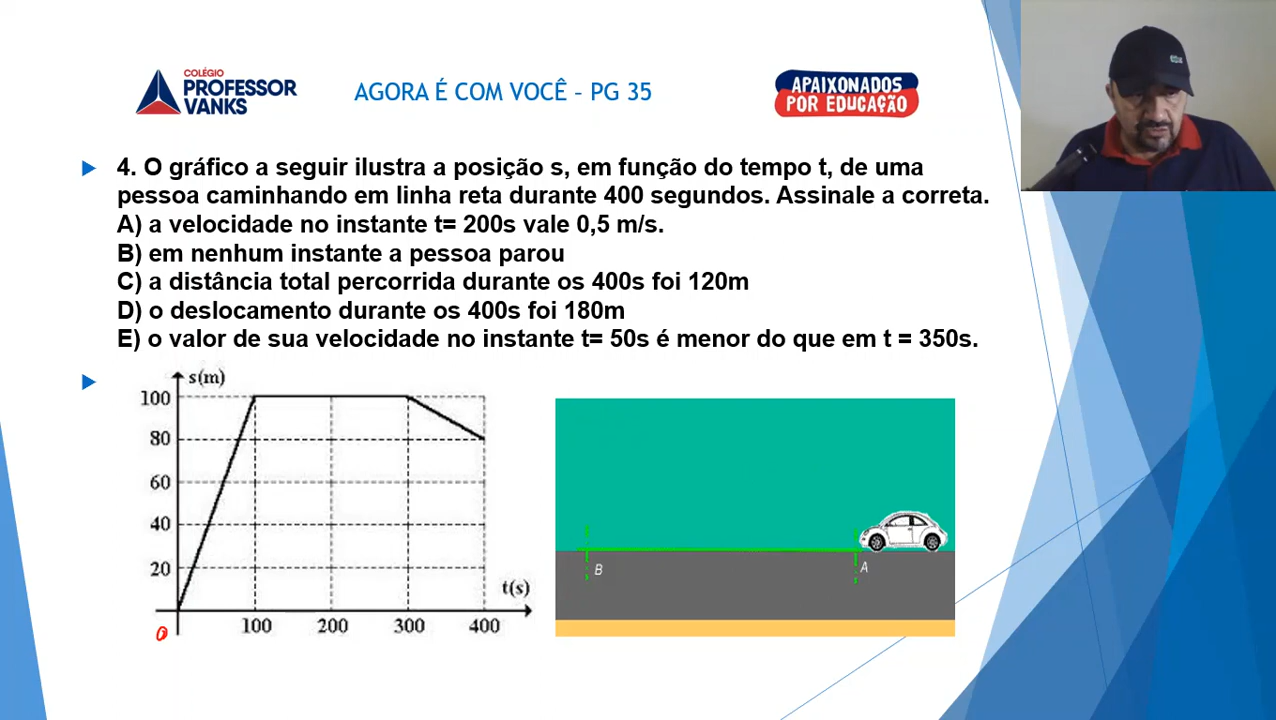 COLÉGIO
PROFESSOR
VANKS
AGORA É COM VOCÊ – PG 35
APAIXONADOS
POR EDUCAÇÃO
4. O gráfico a seguir ilustra a posição s, em função do tempo t, de uma
pessoa caminhando em linha reta durante 400 segundos. Assinale a correta.
A) a velocidade no instante t= 200s vale 0,5 m/s.
B) em nenhum instante a pessoa parou
C) a distância total percorrida durante os 400s foi 120m
D) o deslocamento durante os 400s foi 180m
E) o valor de sua velocidade no instante t= 50s é menor do que em t = 350s.
s(m)
100
80
60
40
20
t(s)
0
100 200 300 400
B
A